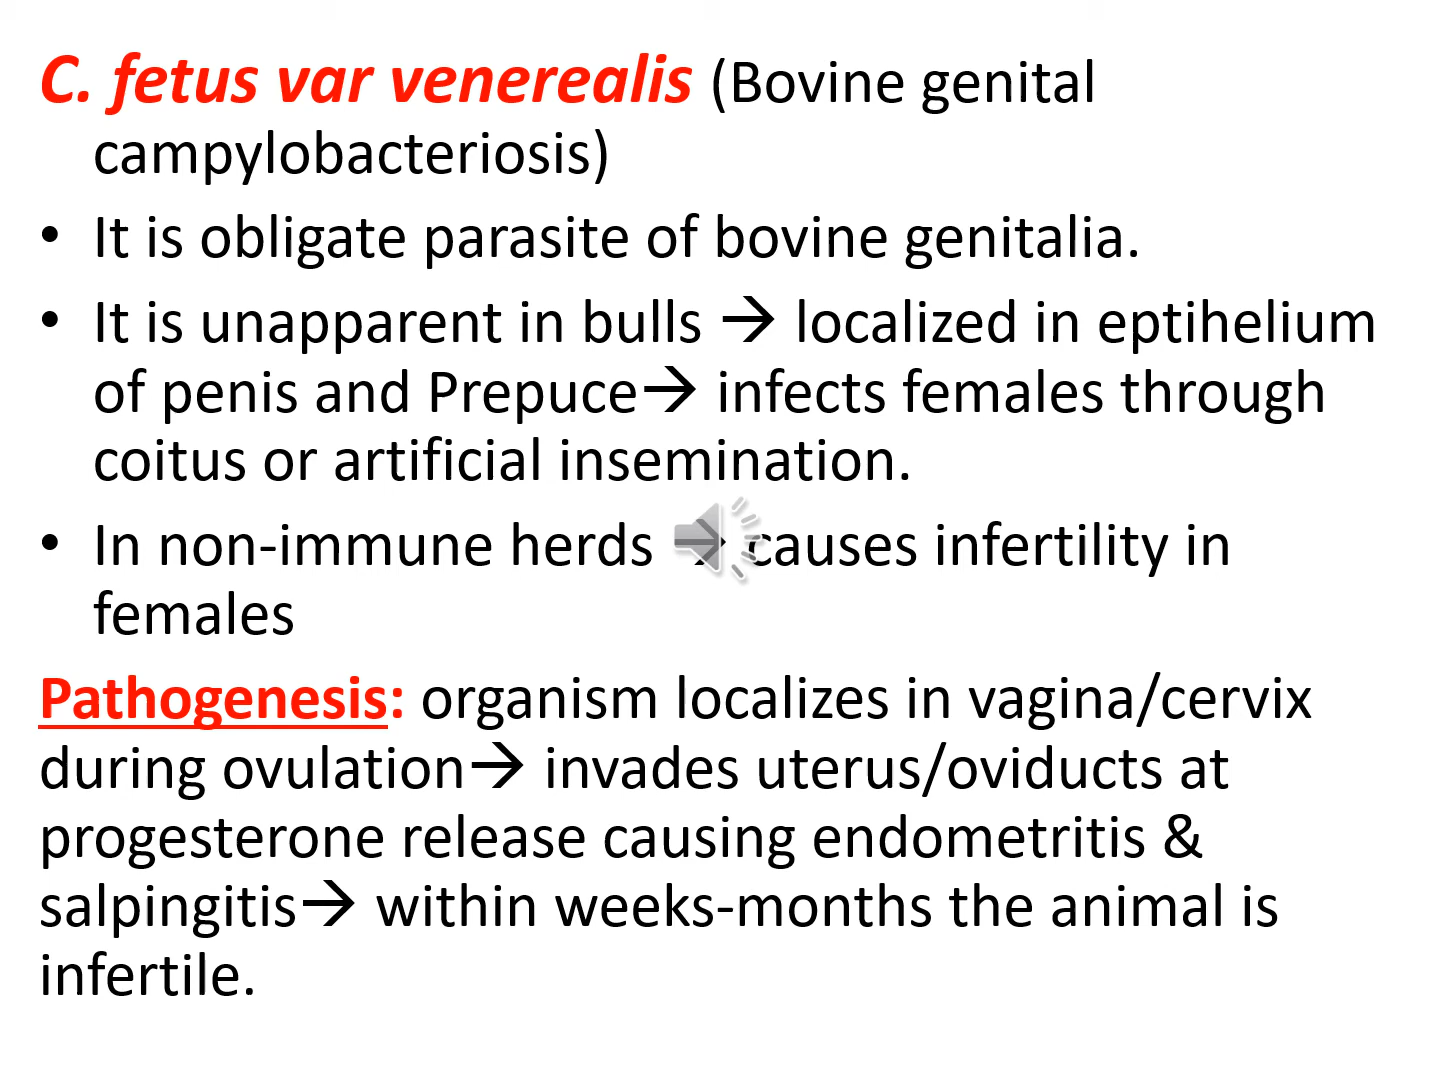 C. fetus var venerealis (Bovine genital
campylobacteriosis)
• It is obligate parasite of bovine genitalia.
• It is unapparent in bulls → localized in eptihelium
of penis and Prepuce→ infects females through
coitus or artificial insemination.
• In non-immune herds → causes infertility in
females
Pathogenesis: organism localizes in vagina/cervix
during ovulation→ invades uterus/oviducts at
progesterone release causing endometritis &
salpingitis→ within weeks-months the animal is
infertile.